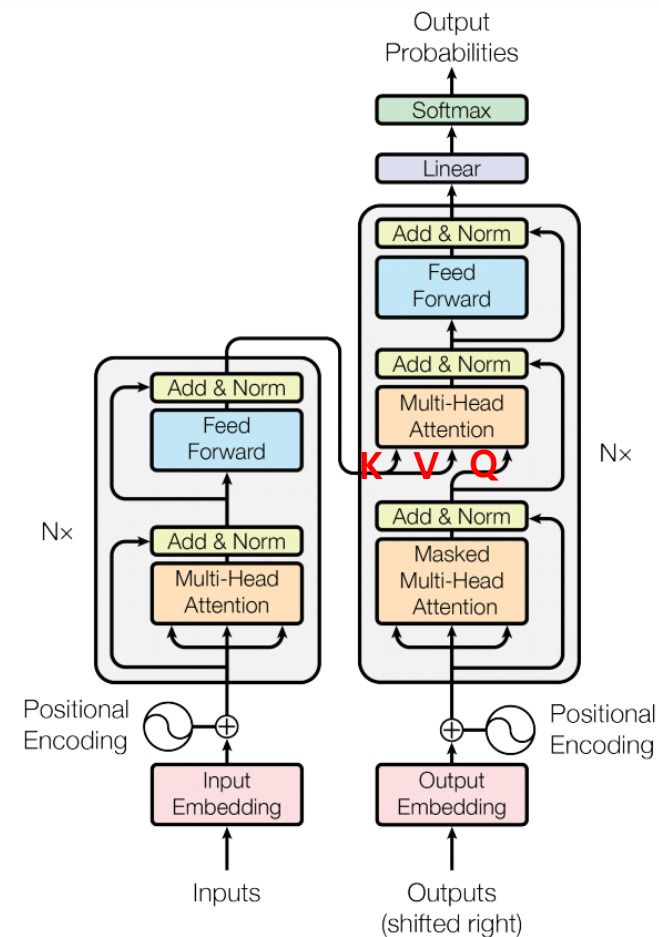 Output
Probabilities
Softmax
Linear
Add & Norm
Feed
Forward
Add & Norm
Multi-Head
Attention
K V Q
Add & Norm
Masked
Multi-Head
Attention
N×
Add & Norm
Feed
Forward
N×
Add & Norm
Multi-Head
Attention
Positional
Encoding
Positional
Encoding
Input
Embedding
Output
Embedding
Inputs
Outputs
(shifted right)